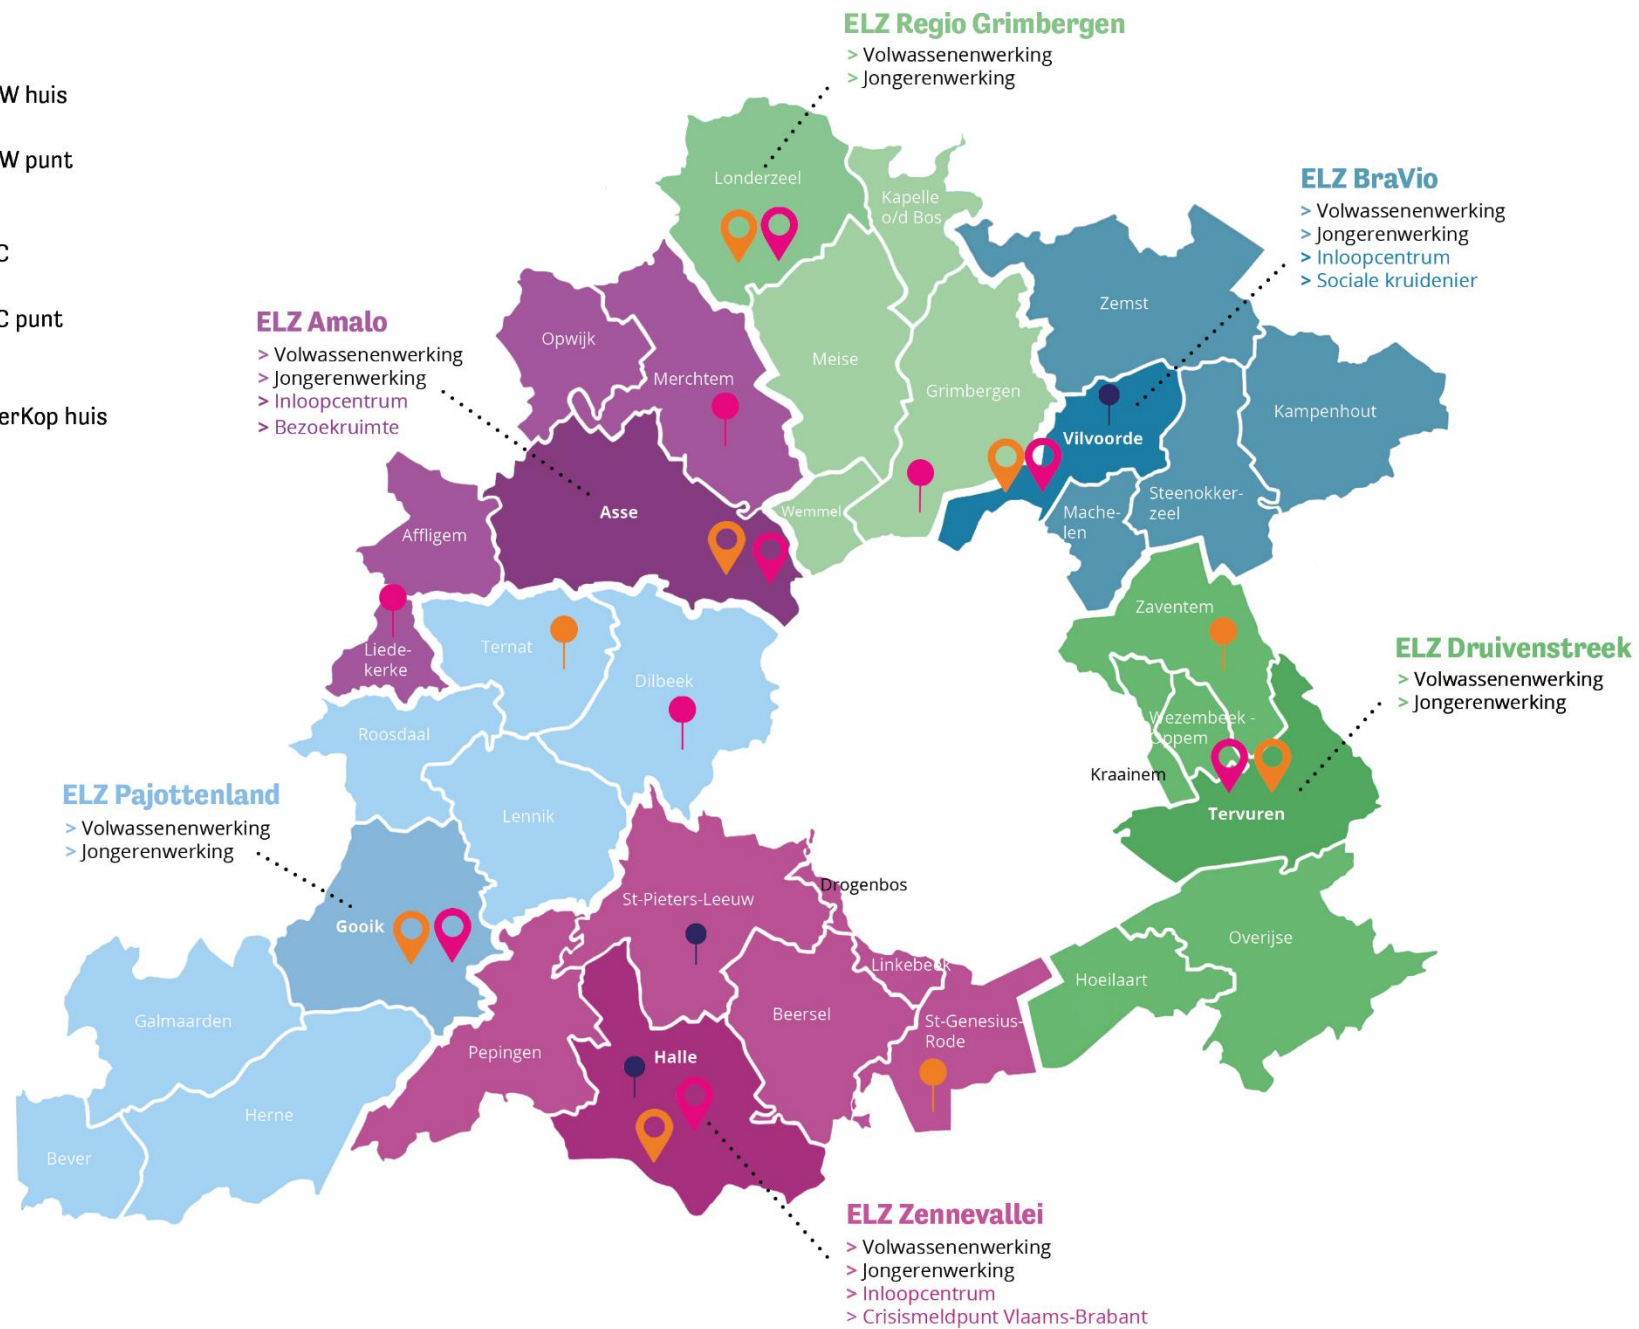 W huis
W punt
C
C punt
erKop huis
ELZ Regio Grimbergen
> Volwassenenwerking
> Jongerenwerking
ELZ BraVio
> Volwassenenwerking
> Jongerenwerking
> Inloopcentrum
> Sociale kruidenier
ELZ Amalo
> Volwassenenwerking
> Jongerenwerking
> Inloopcentrum
> Bezoekruimte
ELZ Druivenstreek
> Volwassenenwerking
> Jongerenwerking
ELZ Pajottenland
> Volwassenenwerking
> Jongerenwerking
ELZ Zennevallei
> Volwassenenwerking
> Jongerenwerking
> Inloopcentrum
> Crisismeldpunt Vlaams-Brabant
Londerzeel
Kapelle
o/d Bos
Meise
Grimbergen
Wemmel
Zemst
Kampenhout
Vilvoorde
Steenokker-
zeel
Mache-
len
Opwijk
Merchtem
Asse
Affligem
Liede-
kerke
Ternat
Dilbeek
Roosdaal
Lennik
Gooik
Galmaarden
Herne
Bever
Zaventem
Wezembeek -
Oppem
Kraainem
Tervuren
Overijse
Hoeilaart
St-Pieters-Leeuw
Drogenbos
Linkebeek
Beersel
St-Genesius-
Rode
Pepingen
Halle